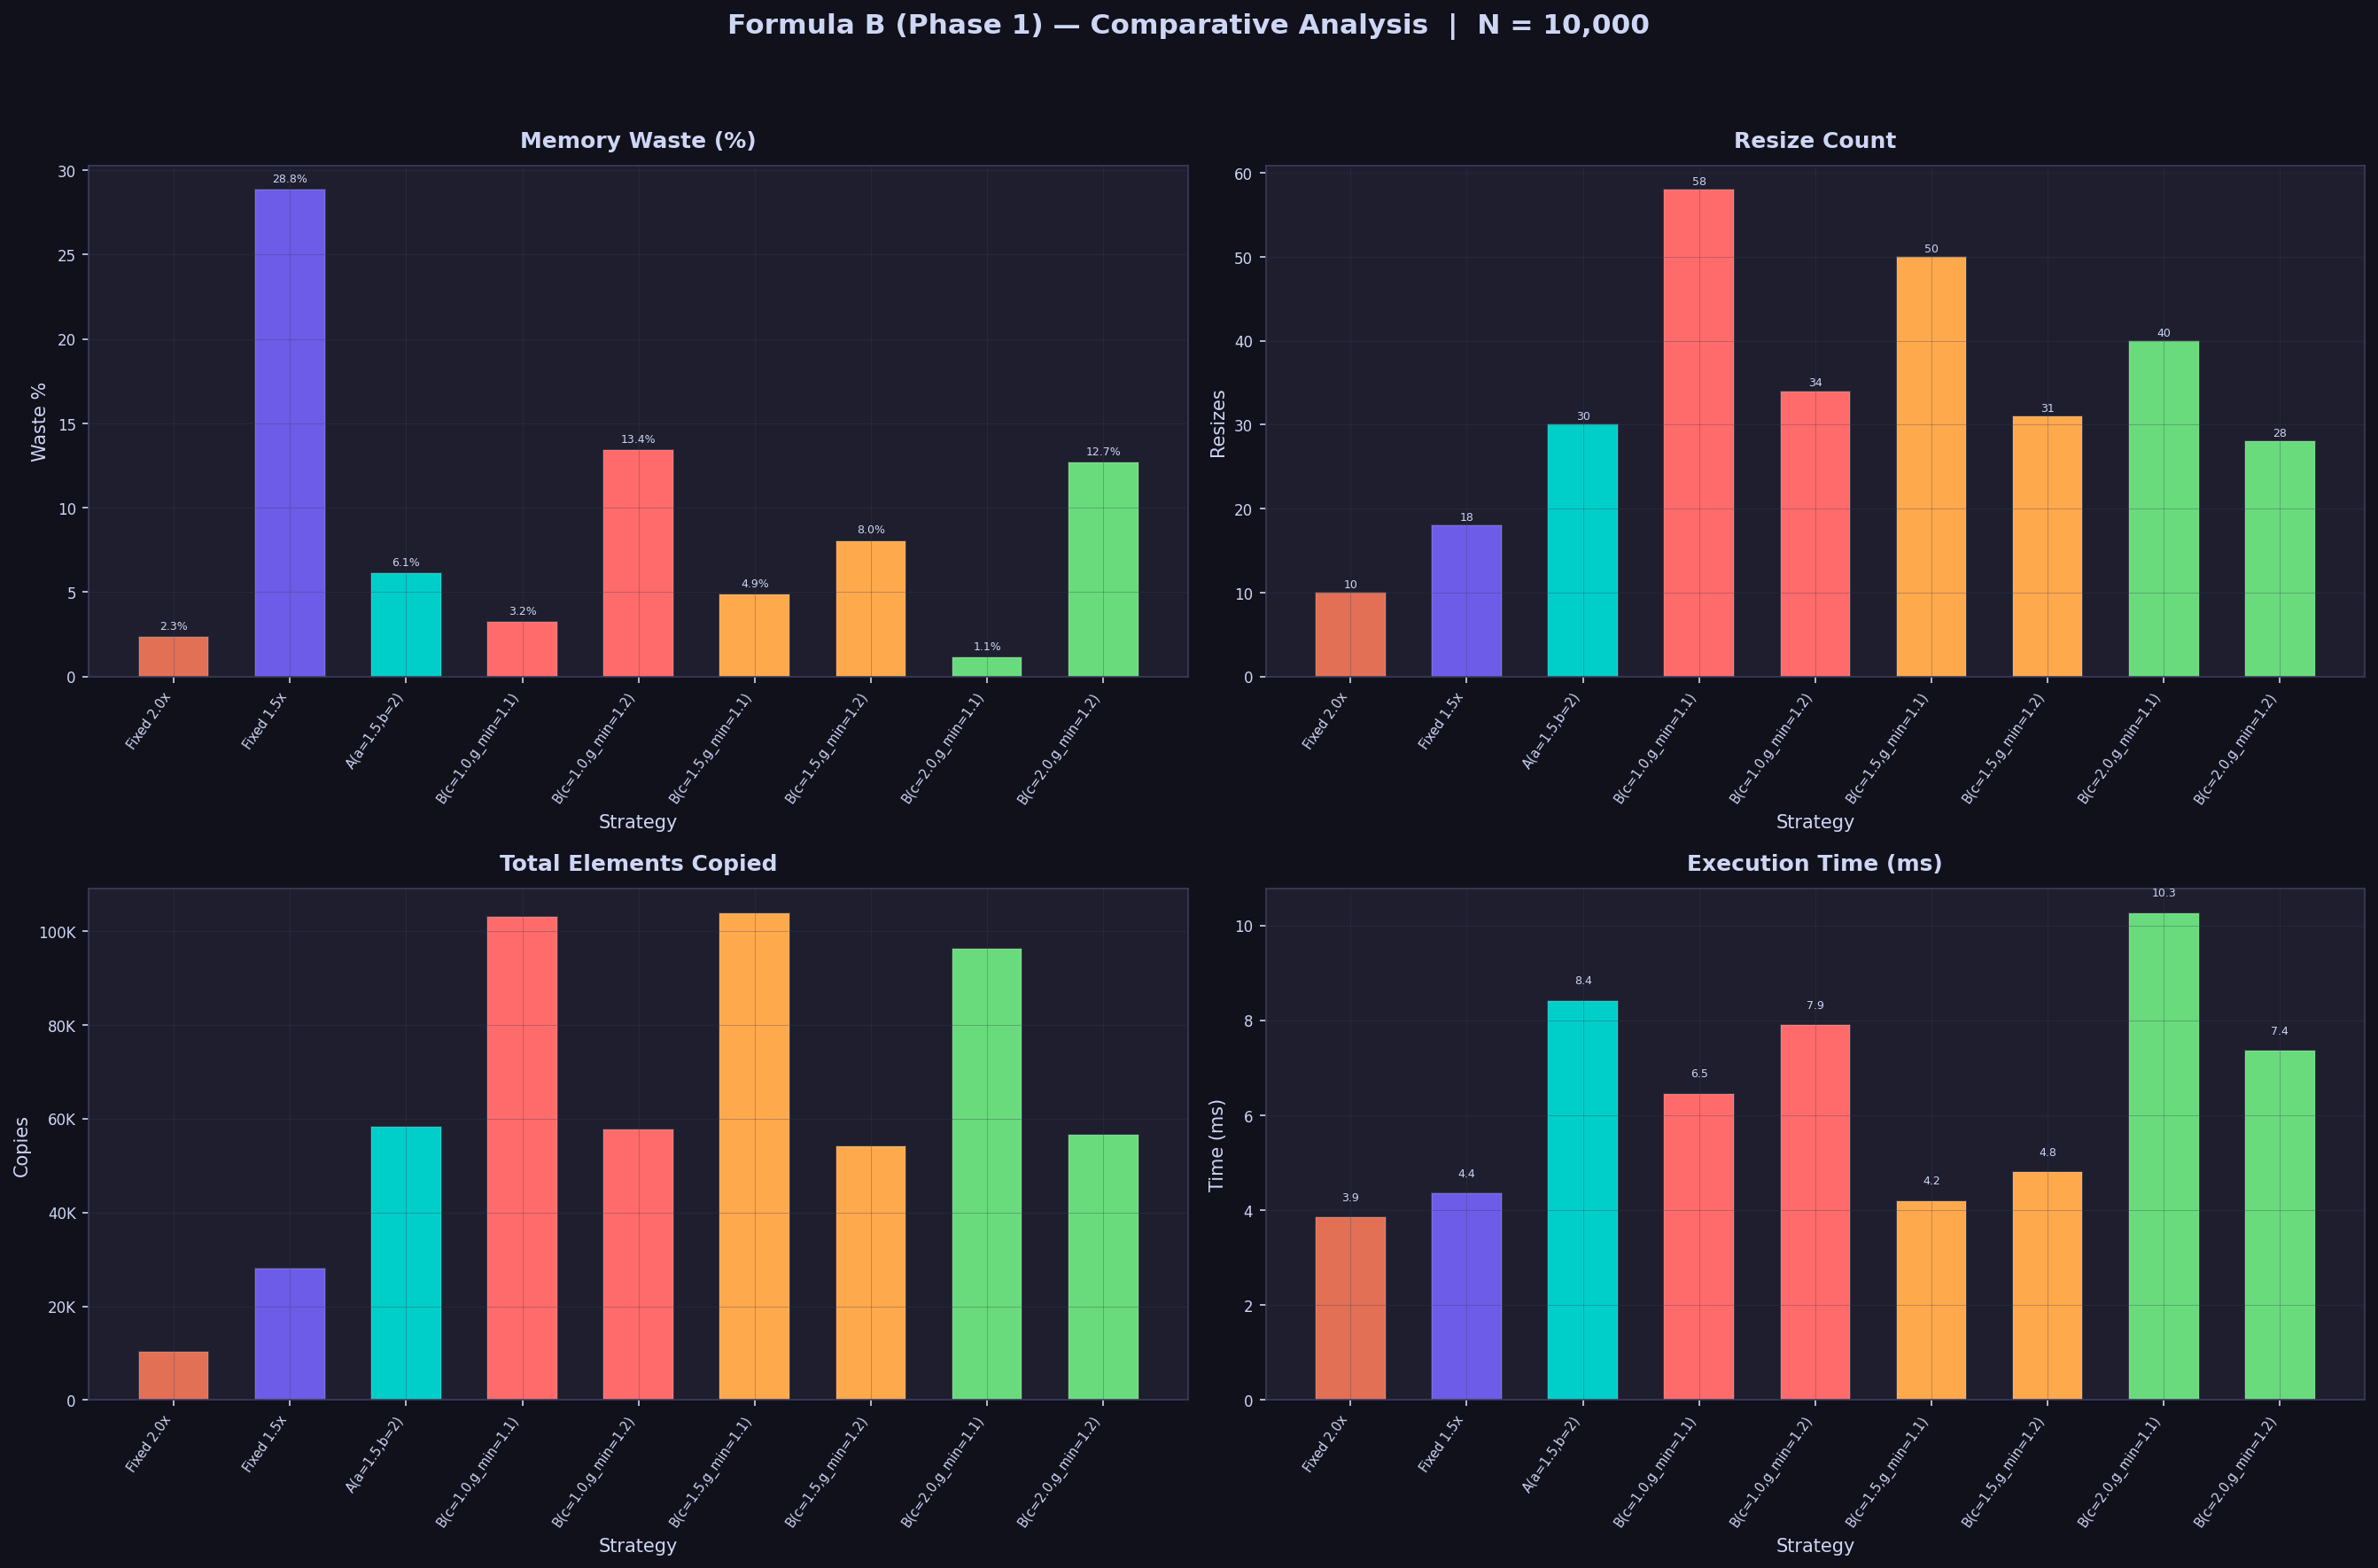 Formula B (Phase 1) — Comparative Analysis | N = 10,000
Memory Waste (%)
30
25
20
15
10
5
0
Waste %
2.3%
28.8%
6.1%
3.2%
13.4%
4.9%
8.0%
1.1%
12.7%
Fixed 2.0x
Fixed 1.5x
A(a=1.5,b=2)
B(c=1.0,g_min=1.1)
B(c=1.0,g_min=1.2)
B(c=1.5,g_min=1.1)
B(c=1.5,g_min=1.2)
B(c=2.0,g_min=1.1)
B(c=2.0,g_min=1.2)
Strategy
Resize Count
60
50
40
30
20
10
0
Resizes
10
18
30
58
34
50
31
40
28
Fixed 2.0x
Fixed 1.5x
A(a=1.5,b=2)
B(c=1.0,g_min=1.1)
B(c=1.0,g_min=1.2)
B(c=1.5,g_min=1.1)
B(c=1.5,g_min=1.2)
B(c=2.0,g_min=1.1)
B(c=2.0,g_min=1.2)
Strategy
Total Elements Copied
100K
80K
60K
40K
20K
0
Copies
Fixed 2.0x
Fixed 1.5x
A(a=1.5,b=2)
B(c=1.0,g_min=1.1)
B(c=1.0,g_min=1.2)
B(c=1.5,g_min=1.1)
B(c=1.5,g_min=1.2)
B(c=2.0,g_min=1.1)
B(c=2.0,g_min=1.2)
Strategy
Execution Time (ms)
10
8
6
4
2
0
Time (ms)
3.9
4.4
8.4
6.5
7.9
4.2
4.8
10.3
7.4
Fixed 2.0x
Fixed 1.5x
A(a=1.5,b=2)
B(c=1.0,g_min=1.1)
B(c=1.0,g_min=1.2)
B(c=1.5,g_min=1.1)
B(c=1.5,g_min=1.2)
B(c=2.0,g_min=1.1)
B(c=2.0,g_min=1.2)
Strategy